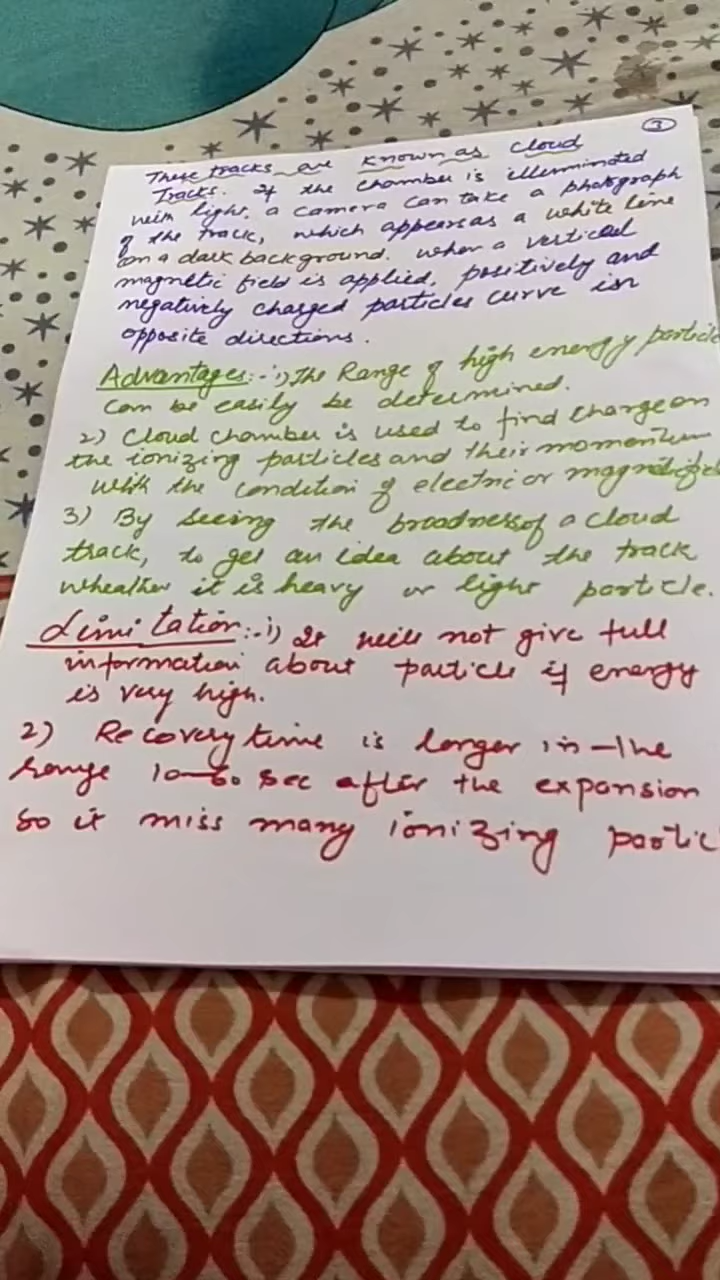 3
These tracks are known as cloud
Tracks. If the chamber is illuminated
with light, a camera can take a photograph
of the track, which appears as a white line
on a dark background. when a vertical
magnetic field is applied, positively and
negatively charged particles curve in
opposite directions.
Advantages:- 1) The Range of high energy particle
can be easily be determined.
2) Cloud chamber is used to find charge on
the ionizing particles and their momentum
with the condition of electric or magnetic
3) By seeing the broadness of a cloud
track, to get an idea about the track
wheather it is heavy or light particle.
Limitation:- 1) It will not give full
information about particle if energy
is very high.
2) Recovery time is longer in the
range 10-60 sec after the expansion
so it miss many ionizing partic